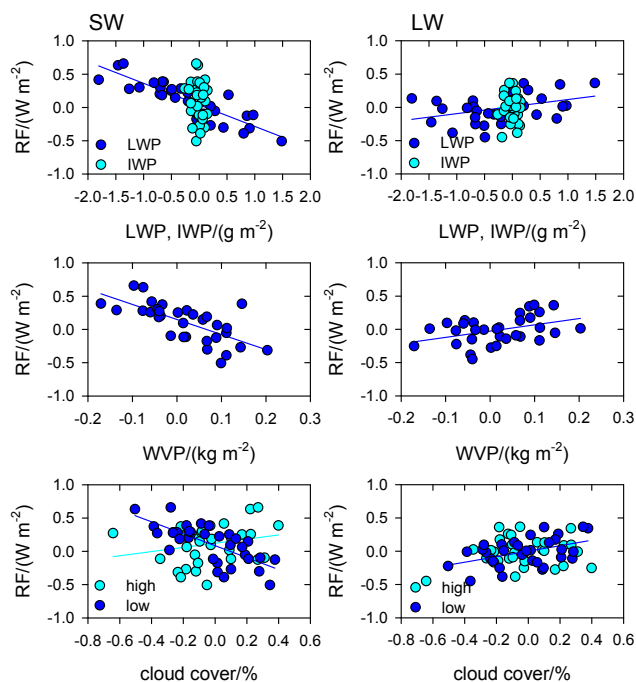 SW
LW
1.0
0.5
0.0
-0.5
-1.0
RF/(W m-2)
LWP
IWP
-2.0-1.5-1.0-0.5 0.0 0.5 1.0 1.5 2.0
LWP, IWP/(g m-2)
1.0
0.5
0.0
-0.5
-1.0
RF/(W m-2)
LWP
IWP
-2.0-1.5-1.0-0.5 0.0 0.5 1.0 1.5 2.0
LWP, IWP/(g m-2)
1.0
0.5
0.0
-0.5
-1.0
RF/(W m-2)
-0.2 -0.1 0.0 0.1 0.2 0.3
WVP/(kg m-2)
1.0
0.5
0.0
-0.5
-1.0
RF/(W m-2)
-0.2 -0.1 0.0 0.1 0.2 0.3
WVP/(kg m-2)
1.0
0.5
0.0
-0.5
-1.0
RF/(W m-2)
high
low
-0.8 -0.6 -0.4 -0.2 0.0 0.2 0.4 0.6
cloud cover/%
1.0
0.5
0.0
-0.5
-1.0
RF/(W m-2)
high
low
-0.8 -0.6 -0.4 -0.2 0.0 0.2 0.4 0.6
cloud cover/%